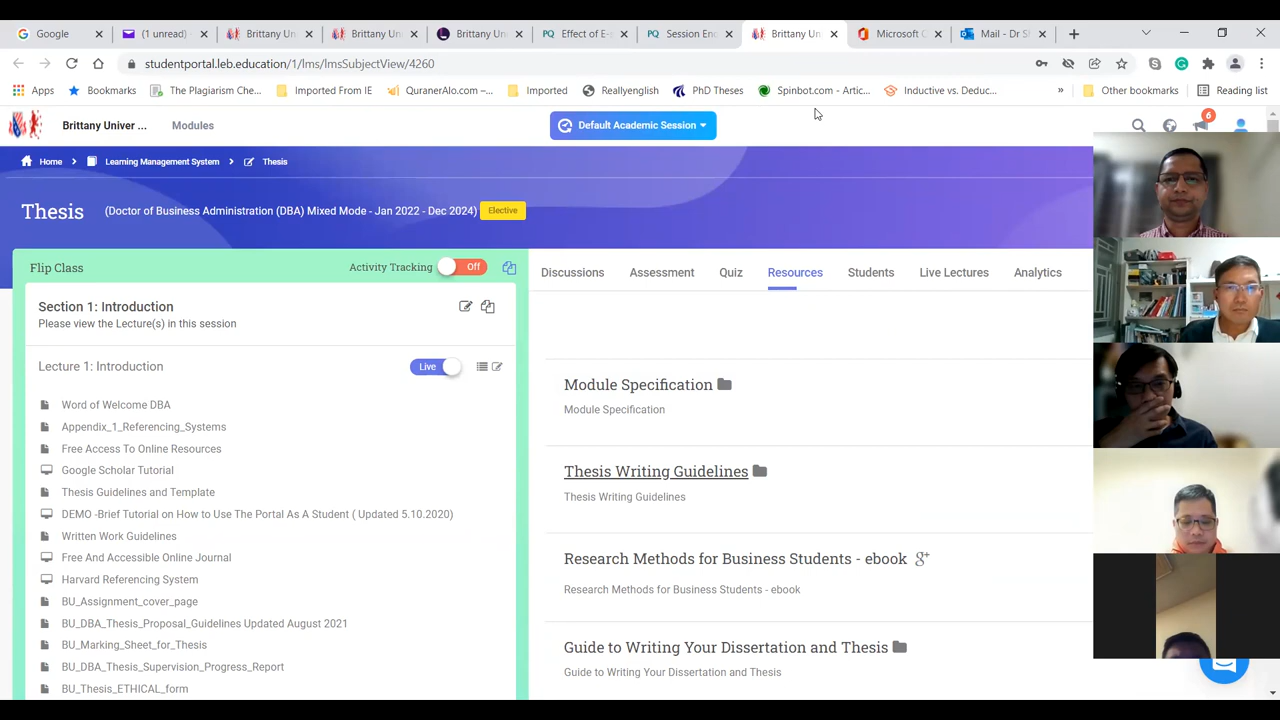 Google
(1 unread)
Brittany Uni
Brittany Uni
Brittany Uni
Effect of E-
Session End
Brittany Un
Microsoft C
Mail - Dr S
studentportal.leb.education/1/lms/lmsSubjectView/4260
Apps
Bookmarks
The Plagiarism Che...
Imported From IE
QuranerAlo.com –...
Imported
Reallyenglish
PhD Theses
Spinbot.com - Artic...
Inductive vs. Deduc...
»
Other bookmarks
Reading list
Brittany Univer ...
Modules
Default Academic Session
6
Home > Learning Management System > Thesis
Thesis
(Doctor of Business Administration (DBA) Mixed Mode - Jan 2022 - Dec 2024)
Elective
Flip Class
Activity Tracking
Off
Section 1: Introduction
Please view the Lecture(s) in this session
Lecture 1: Introduction
Live
Word of Welcome DBA
Appendix_1_Referencing_Systems
Free Access To Online Resources
Google Scholar Tutorial
Thesis Guidelines and Template
DEMO -Brief Tutorial on How to Use The Portal As A Student ( Updated 5.10.2020)
Written Work Guidelines
Free And Accessible Online Journal
Harvard Referencing System
BU_Assignment_cover_page
BU_DBA_Thesis_Proposal_Guidelines Updated August 2021
BU_Marking_Sheet_for_Thesis
BU_DBA_Thesis_Supervision_Progress_Report
BU_Thesis_ETHICAL_form
Discussions
Assessment
Quiz
Resources
Students
Live Lectures
Analytics
Module Specification
Module Specification
Thesis Writing Guidelines
Thesis Writing Guidelines
Research Methods for Business Students - ebook
Research Methods for Business Students - ebook
Guide to Writing Your Dissertation and Thesis
Guide to Writing Your Dissertation and Thesis